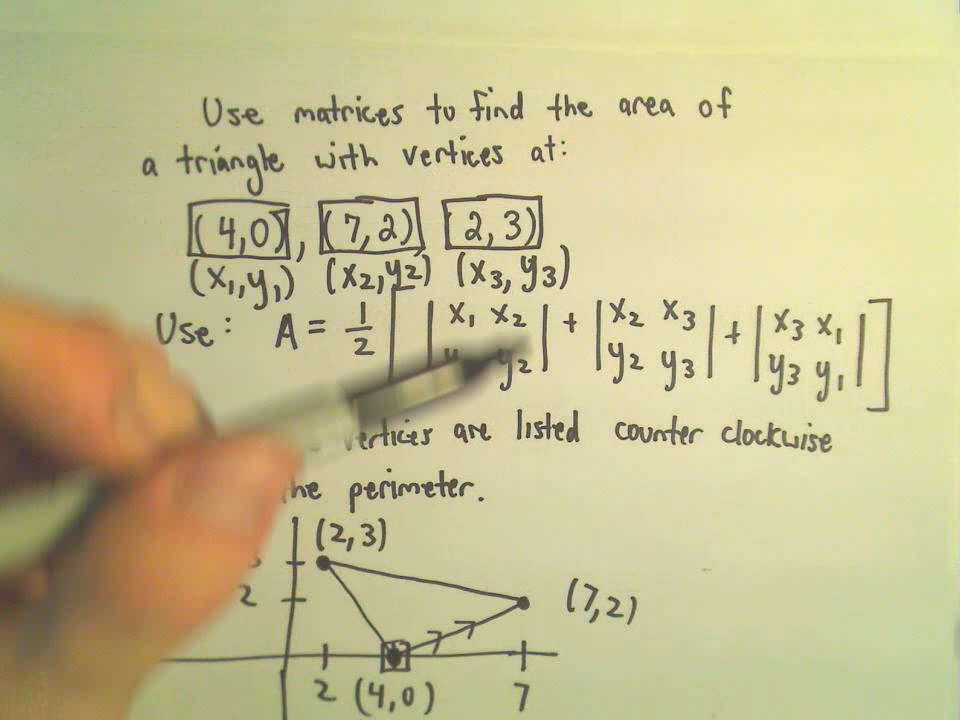 Use matrices to find the area of
a triangle with vertices at:
(4,0), (7,2) (2,3)
(x₁,y₁) (x₂,y₂) (x₃,y₃)
Use: A = 1/2 [ | x₁ x₂ | + | x₂ x₃ | + | x₃ x₁ | ]
y₂ y₂ y₃ y₃ y₁
vertices are listed counter clockwise
the perimeter.
(2,3)
2 (7,2)
2 (4,0) 7